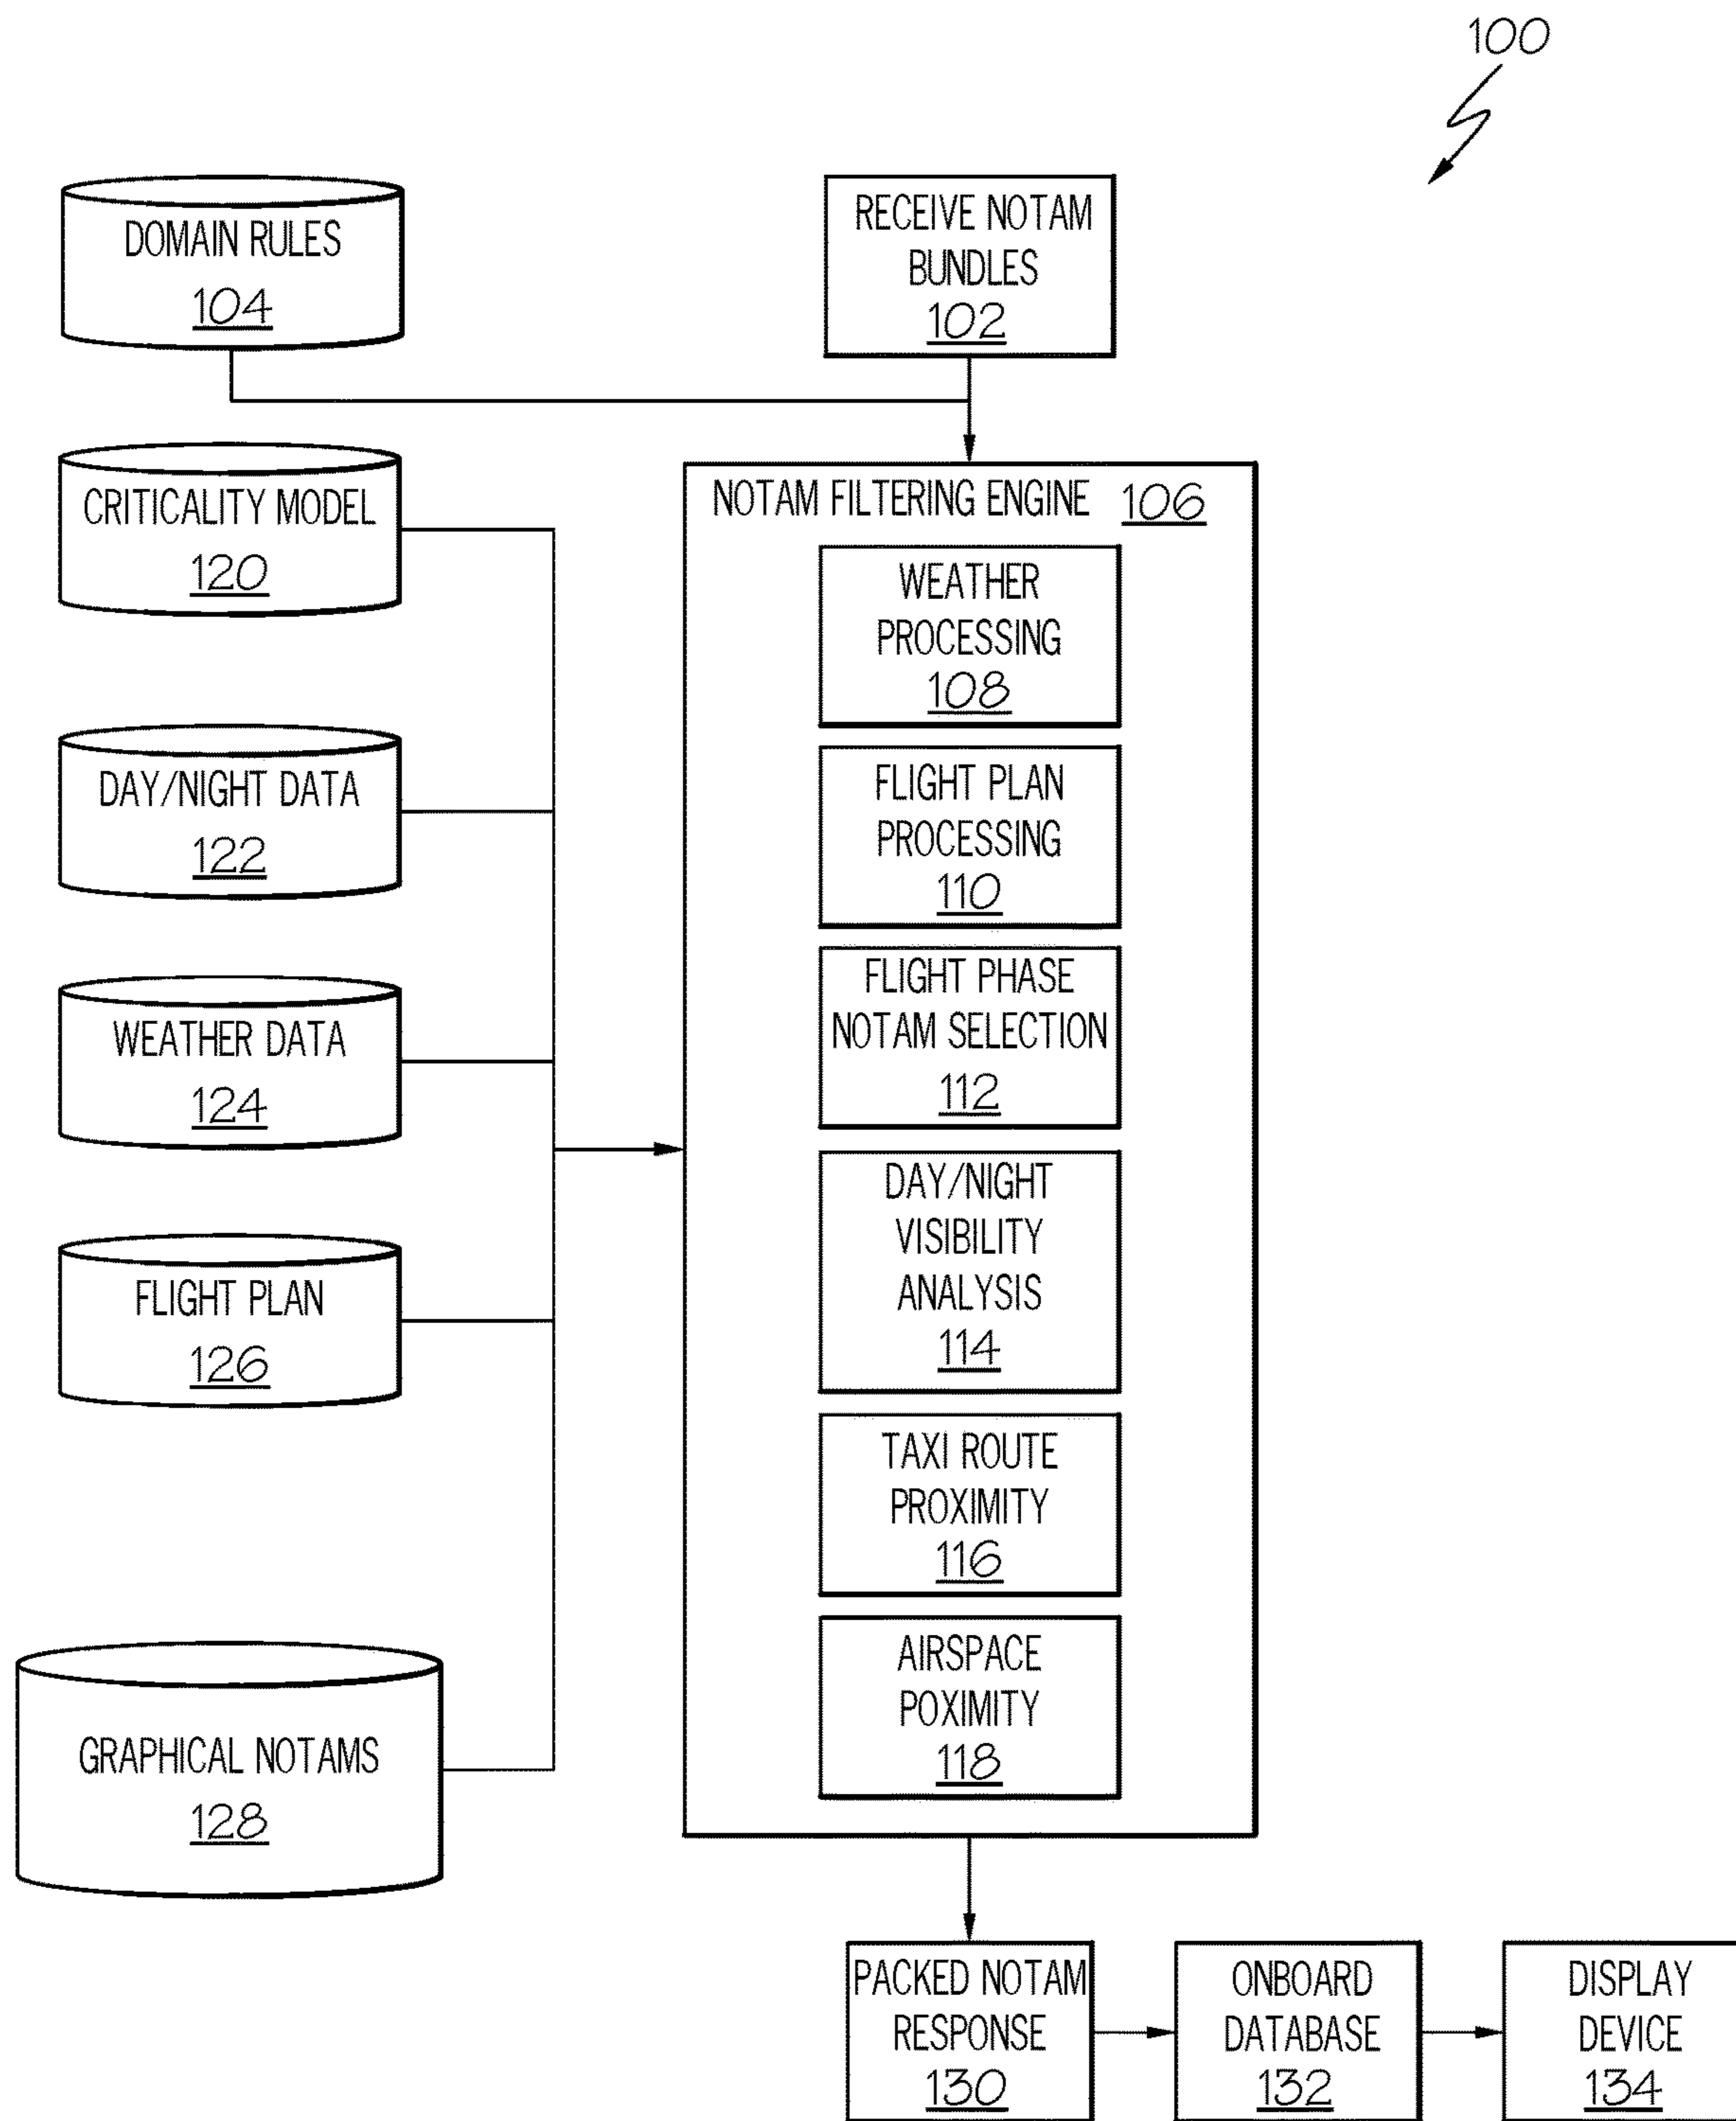 100
DOMAIN RULES
104
RECEIVE NOTAM
BUNDLES
102
CRITICALITY MODEL
120
DAY/NIGHT DATA
122
WEATHER DATA
124
FLIGHT PLAN
126
GRAPHICAL NOTAMS
128
NOTAM FILTERING ENGINE 106
WEATHER
PROCESSING
108
FLIGHT PLAN
PROCESSING
110
FLIGHT PHASE
NOTAM SELECTION
112
DAY/NIGHT
VISIBILITY
ANALYSIS
114
TAXI ROUTE
PROXIMITY
116
AIRSPACE
POXIMITY
118
PACKED NOTAM
RESPONSE
130
ONBOARD
DATABASE
132
DISPLAY
DEVICE
134